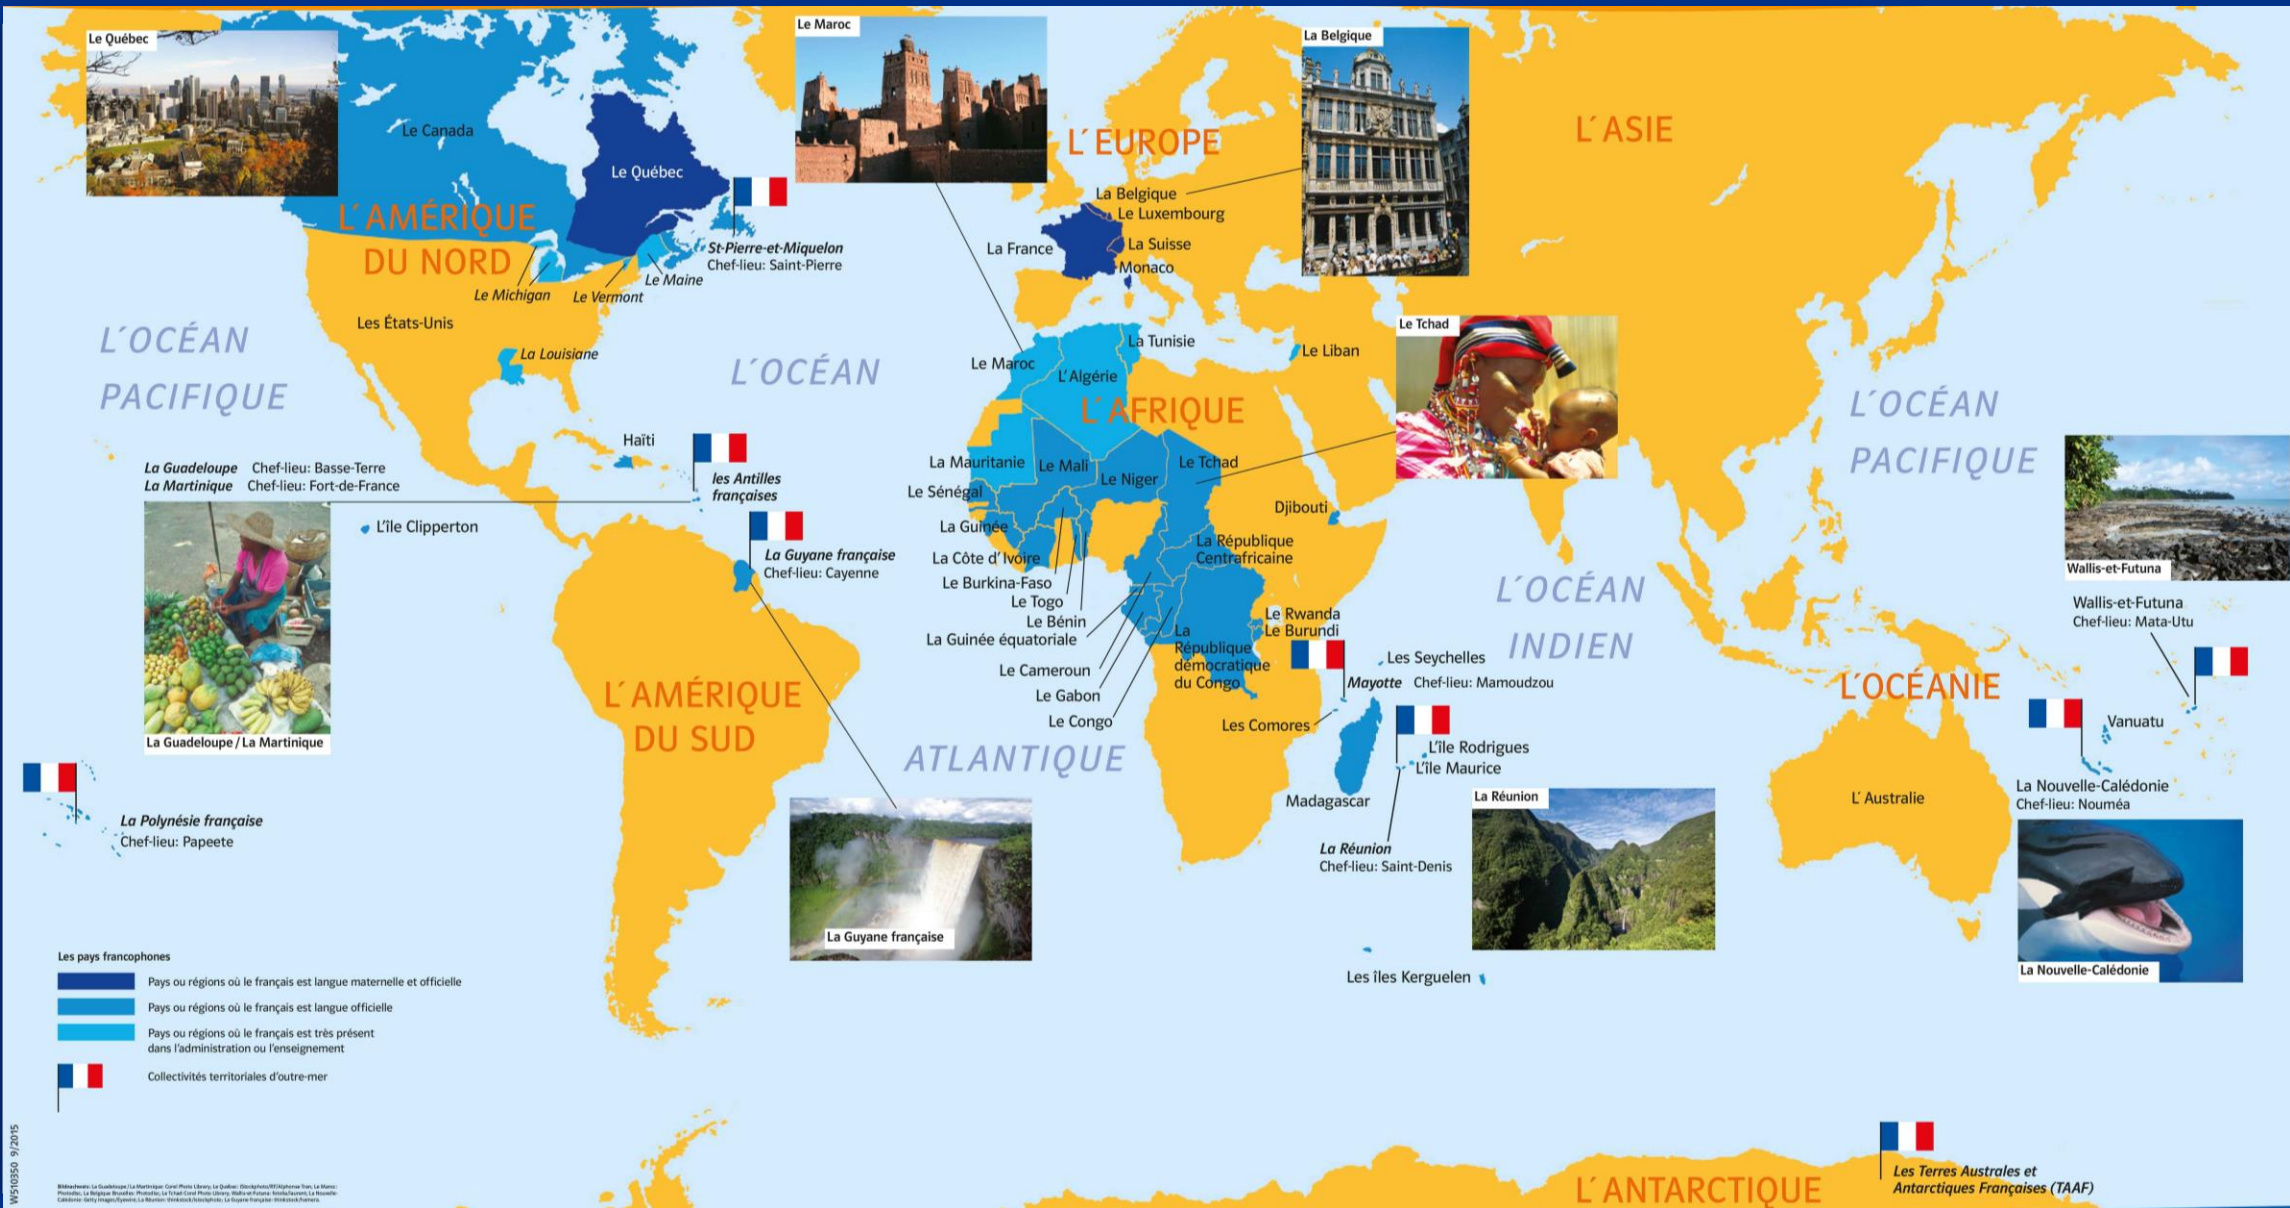 Le Québec
Le Maroc
La Belgique
Le Canada
Le Québec
L´EUROPE
L´ASIE
La Belgique
Le Luxembourg
L´AMÉRIQUE
DU NORD
St-Pierre-et-Miquelon
Chef-lieu: Saint-Pierre
La France
La Suisse
Monaco
Le Maine
Le Michigan
Le Vermont
Les États-Unis
La Louisiane
L´OCÉAN
PACIFIQUE
L´OCÉAN
Le Maroc
La Tunisie
L'Algérie
Le Liban
Le Tchad
L´AFRIQUE
L´OCÉAN
PACIFIQUE
Haïti
La Guadeloupe Chef-lieu: Basse-Terre
La Martinique Chef-lieu: Fort-de-France
les Antilles
françaises
La Mauritanie
Le Mali
Le Niger
Le Tchad
Le Sénégal
Djibouti
L'île Clipperton
La Guinée
La République
Centrafricaine
La Guyane française
Chef-lieu: Cayenne
La Côte d'Ivoire
Le Burkina-Faso
Le Togo
Le Bénin
La Guinée équatoriale
Le Rwanda
Le Burundi
L´OCÉAN
INDIEN
Wallis-et-Futuna
Wallis-et-Futuna
Chef-lieu: Mata-Utu
La
République
démocratique
du Congo
Le Cameroun
Le Gabon
Le Congo
Les Seychelles
Mayotte Chef-lieu: Mamoudzou
Les Comores
L´OCÉANIE
Vanuatu
L´AMÉRIQUE
DU SUD
ATLANTIQUE
La Guadeloupe / La Martinique
L'île Rodrigues
L'île Maurice
Madagascar
La Réunion
L´Australie
La Nouvelle-Calédonie
Chef-lieu: Nouméa
La Polynésie française
Chef-lieu: Papeete
La Réunion
Chef-lieu: Saint-Denis
La Guyane française
Les îles Kerguelen
La Nouvelle-Calédonie
Les pays francophones
Pays ou régions où le français est langue maternelle et officielle
Pays ou régions où le français est langue officielle
Pays ou régions où le français est très présent
dans l'administration ou l'enseignement
Collectivités territoriales d'outre-mer
W510350 9/2015
L´ANTARCTIQUE
Les Terres Australes et
Antarctiques Françaises (TAAF)